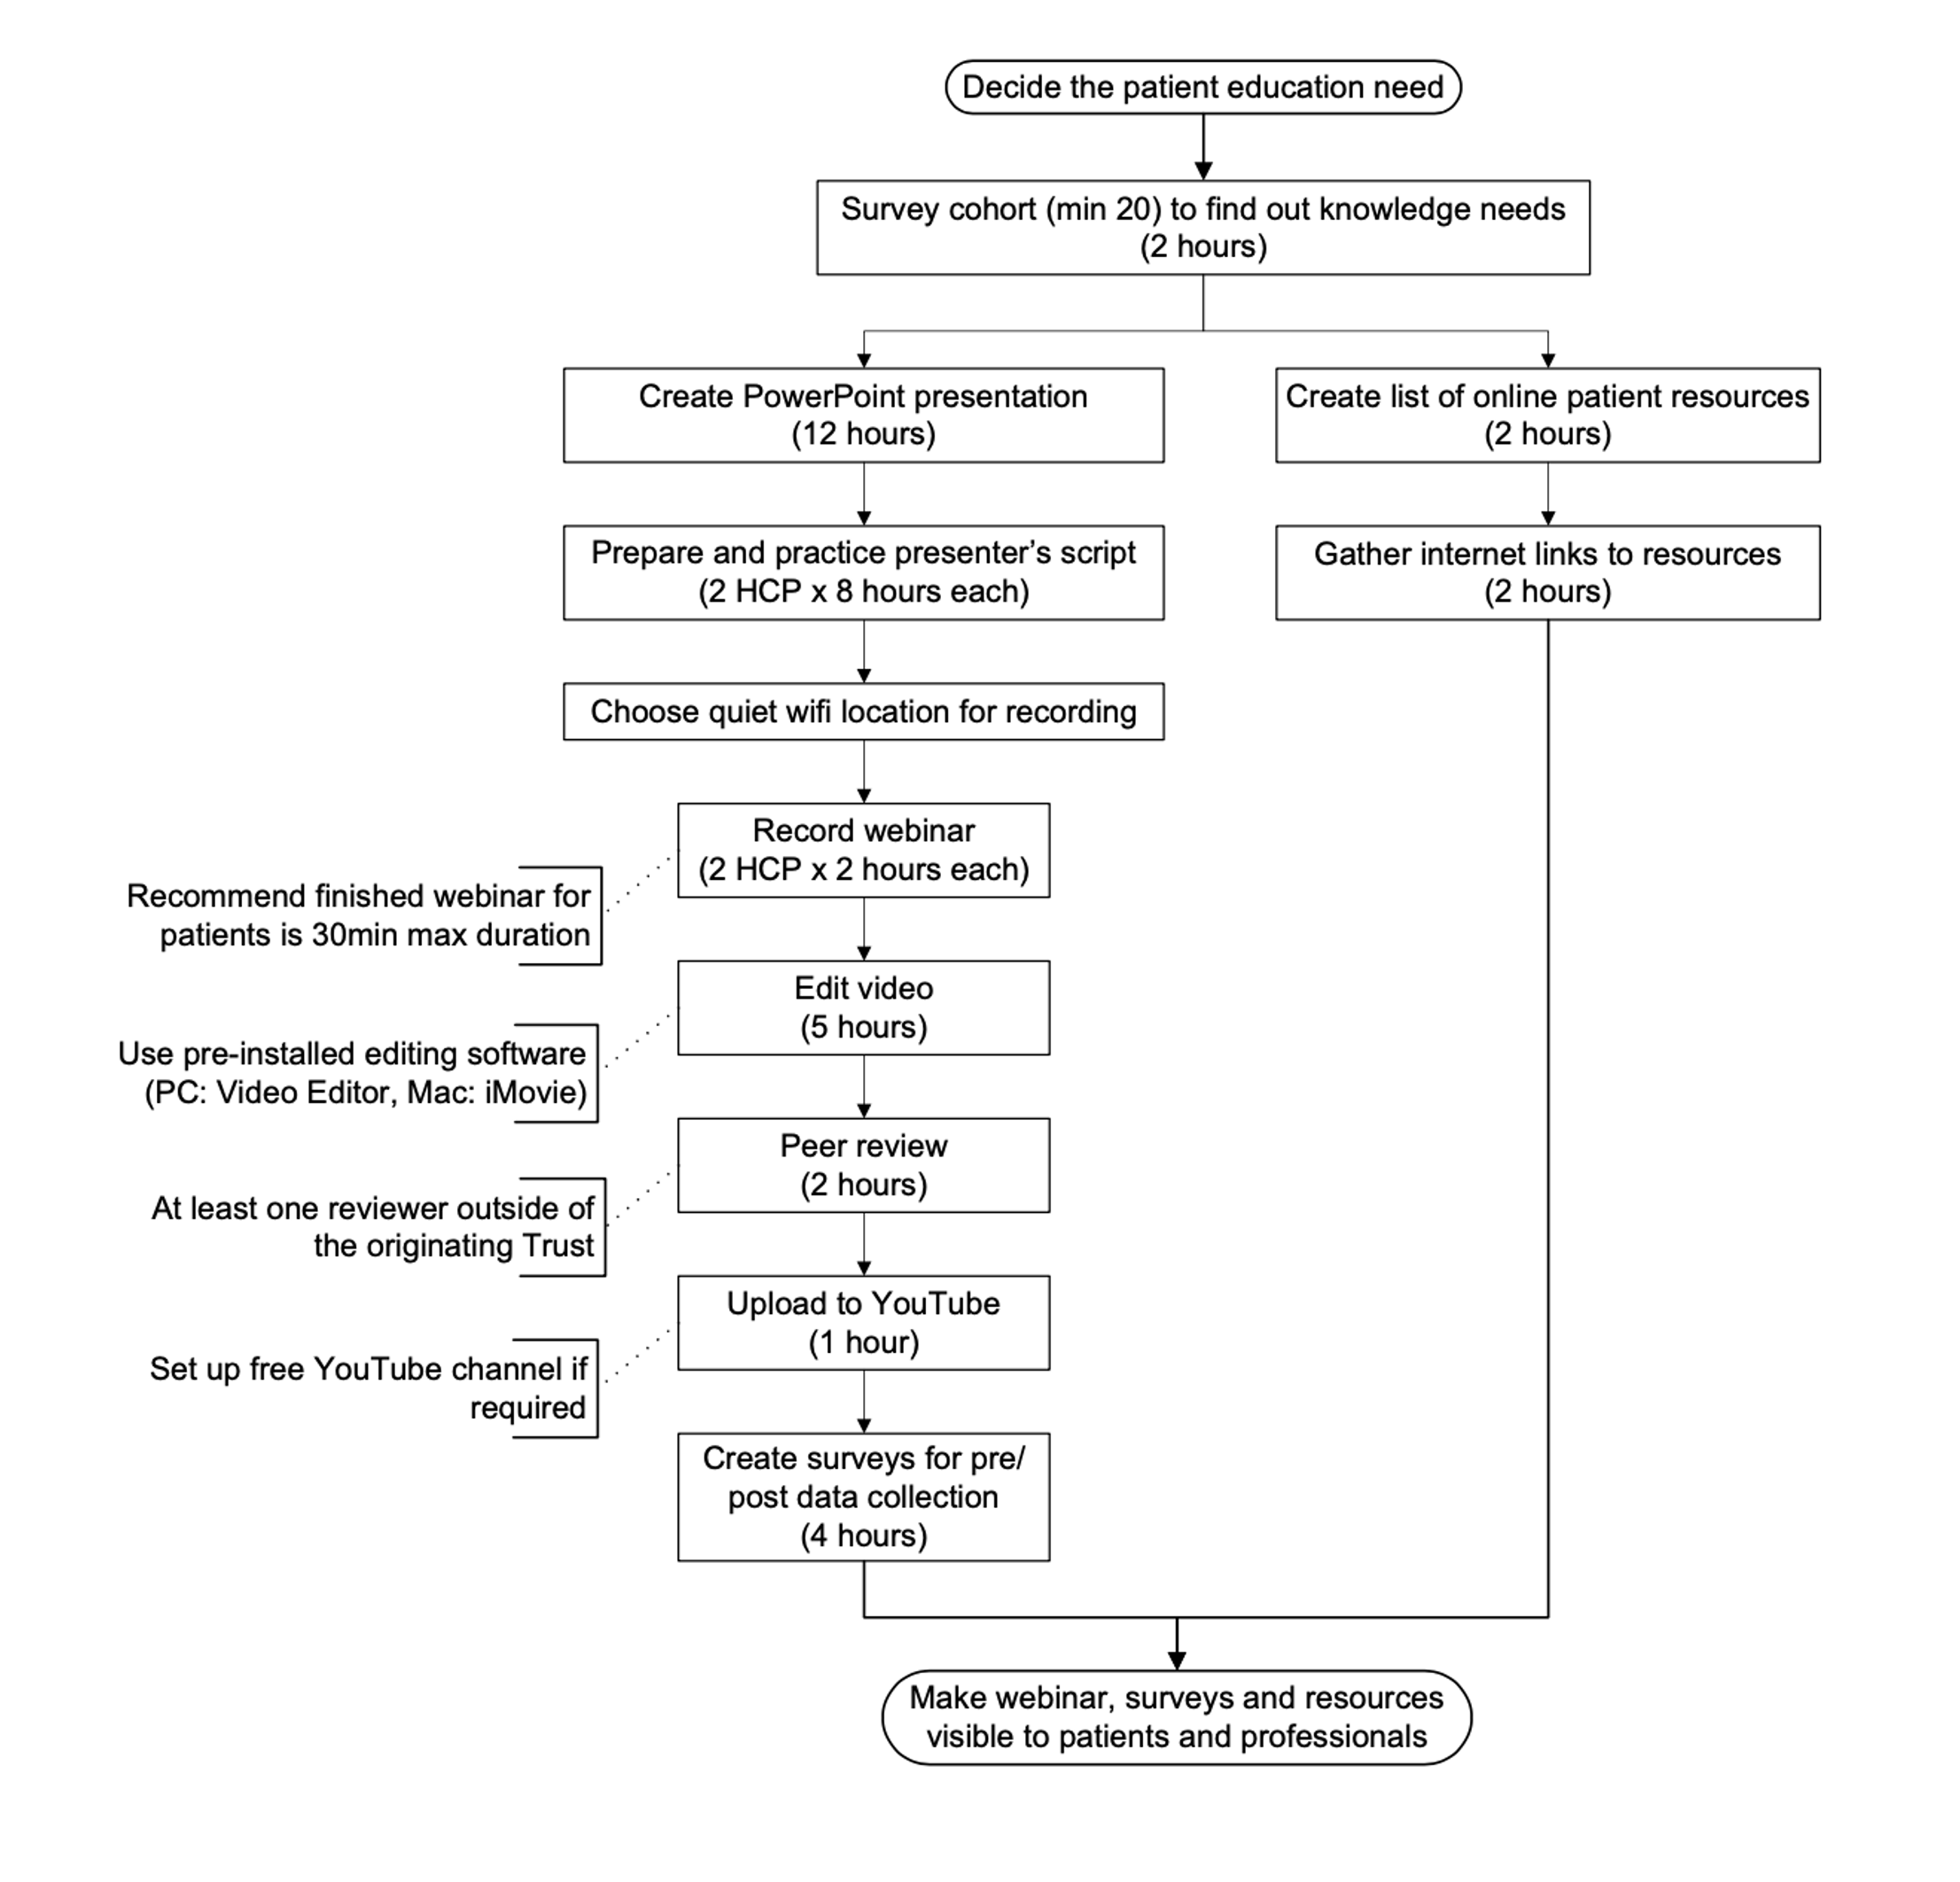 Decide the patient education need
Survey cohort (min 20) to find out knowledge needs
(2 hours)
Create PowerPoint presentation
(12 hours)
Create list of online patient resources
(2 hours)
Prepare and practice presenter’s script
(2 HCP x 8 hours each)
Gather internet links to resources
(2 hours)
Choose quiet wifi location for recording
Record webinar
(2 HCP x 2 hours each)
Recommend finished webinar for
patients is 30min max duration
Edit video
(5 hours)
Use pre-installed editing software
(PC: Video Editor, Mac: iMovie)
Peer review
(2 hours)
At least one reviewer outside of
the originating Trust
Upload to YouTube
(1 hour)
Set up free YouTube channel if
required
Create surveys for pre/
post data collection
(4 hours)
Make webinar, surveys and resources
visible to patients and professionals